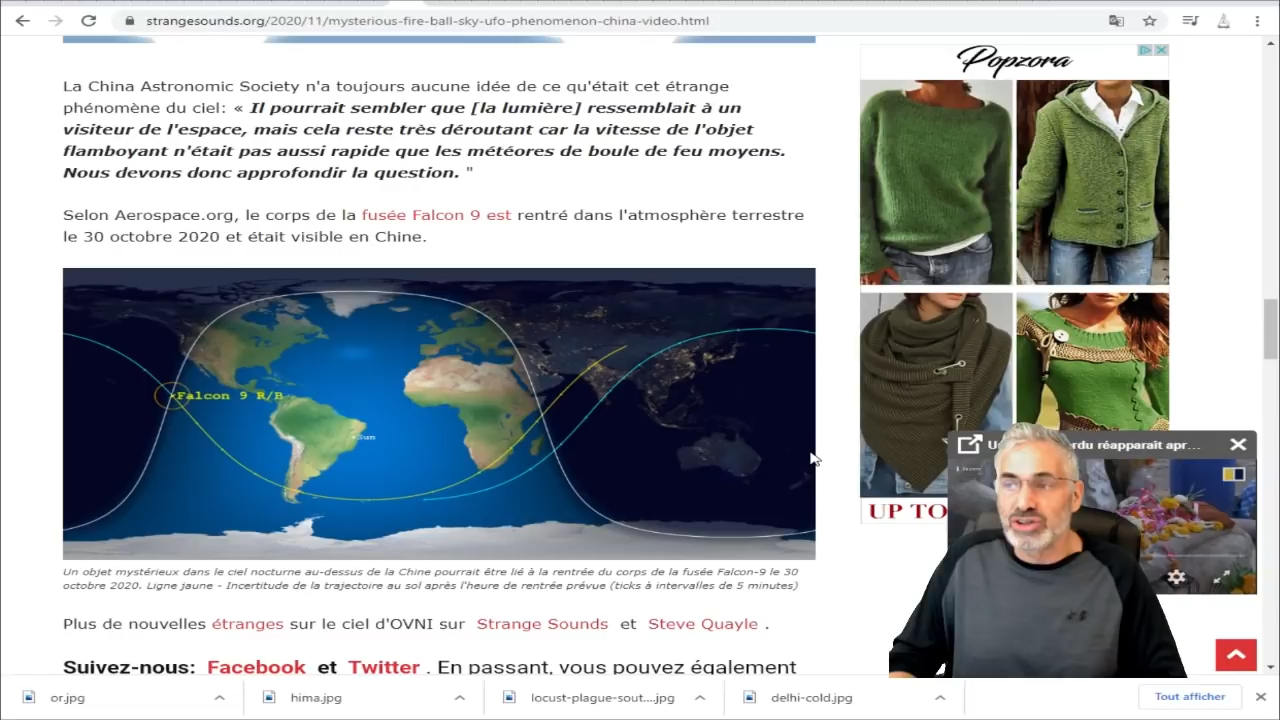 strangesounds.org/2020/11/mysterious-fire-ball-sky-ufo-phenomenon-china-video.html
La China Astronomic Society n'a toujours aucune idée de ce qu'était cet étrange
phénomène du ciel: « Il pourrait sembler que [la lumière] ressemblait à un
visiteur de l'espace, mais cela reste très déroutant car la vitesse de l'objet
flamboyant n'était pas aussi rapide que les météores de boule de feu moyens.
Nous devons donc approfondir la question. "
Selon Aerospace.org, le corps de la fusée Falcon 9 est rentré dans l'atmosphère terrestre
le 30 octobre 2020 et était visible en Chine.
Falcon 9 R/B
Sun
Un objet mystérieux dans le ciel nocturne au-dessus de la Chine pourrait être lié à la rentrée du corps de la fusée Falcon-9 le 30
octobre 2020. Ligne jaune - Incertitude de la trajectoire au sol après l'heure de rentrée prévue (ticks à intervalles de 5 minutes)
Plus de nouvelles étranges sur le ciel d'OVNI sur Strange Sounds et Steve Quayle .
Suivez-nous: Facebook et Twitter . En passant, vous pouvez également
Popzora
UP TO
rdu réapparaît apr...
or.jpg
hima.jpg
locust-plague-sout....jpg
delhi-cold.jpg
Tout afficher